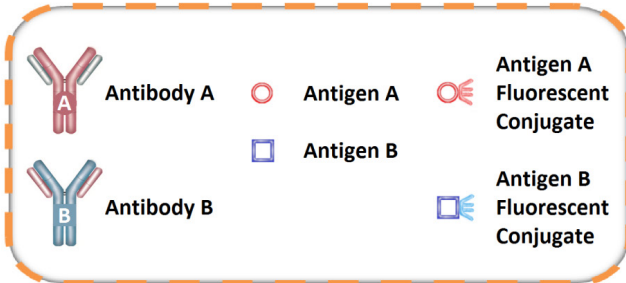 A
Antibody A
Antigen A
Antigen A
Fluorescent
Conjugate
Antigen B
B
Antibody B
Antigen B
Fluorescent
Conjugate